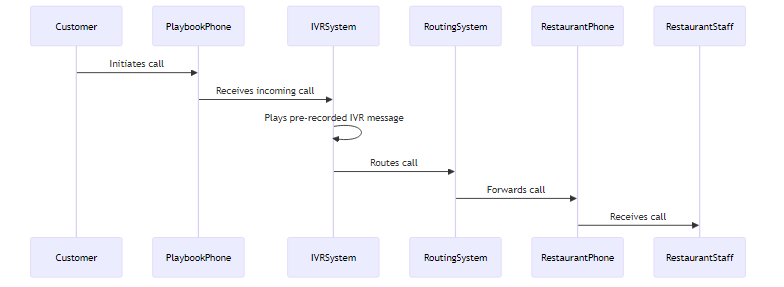 Customer PlaybookPhone IVRSystem RoutingSystem RestaurantPhone RestaurantStaff
Initiates call
Receives incoming call
Plays pre-recorded IVR message
Routes call
Forwards call
Receives call
Customer PlaybookPhone IVRSystem RoutingSystem RestaurantPhone RestaurantStaff